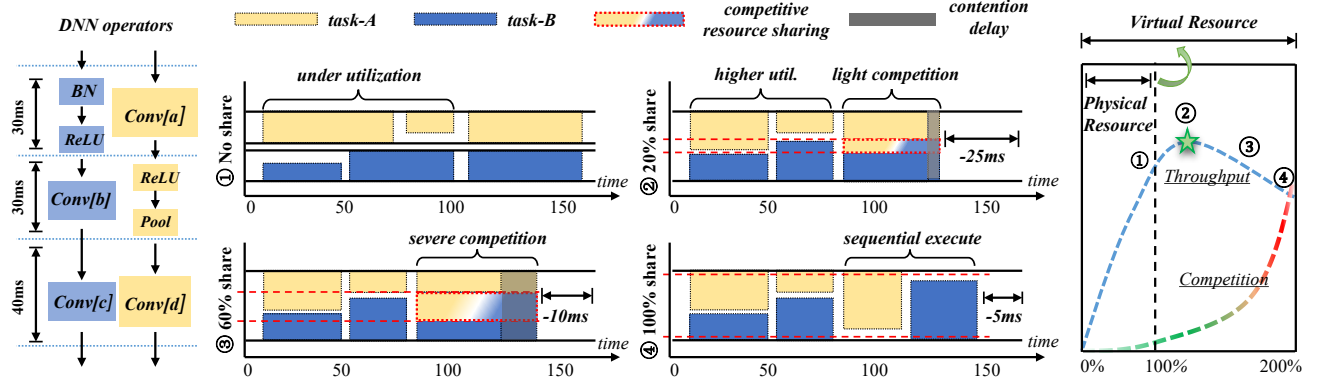 DNN operators
30ms
BN
ReLU
Conv[a]
30ms
Conv[b]
ReLU
Pool
40ms
Conv[c]
Conv[d]
task-A
task-B
competitive
resource sharing
contention
delay
① No share
under utilization
time
0
50
100
150
② 20% share
higher util.
light competition
-25ms
time
0
50
100
150
③ 60% share
severe competition
-10ms
time
0
50
100
150
④ 100% share
sequential execute
-5ms
time
0
50
100
150
Virtual Resource
Physical
Resource
①
②
③
④
Throughput
Competition
0%
100%
200%